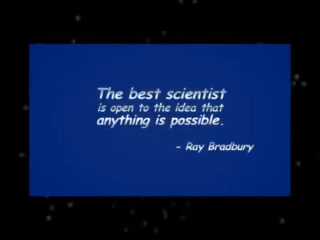 The best scientist
is open to the idea that
anything is possible.
- Ray Bradbury